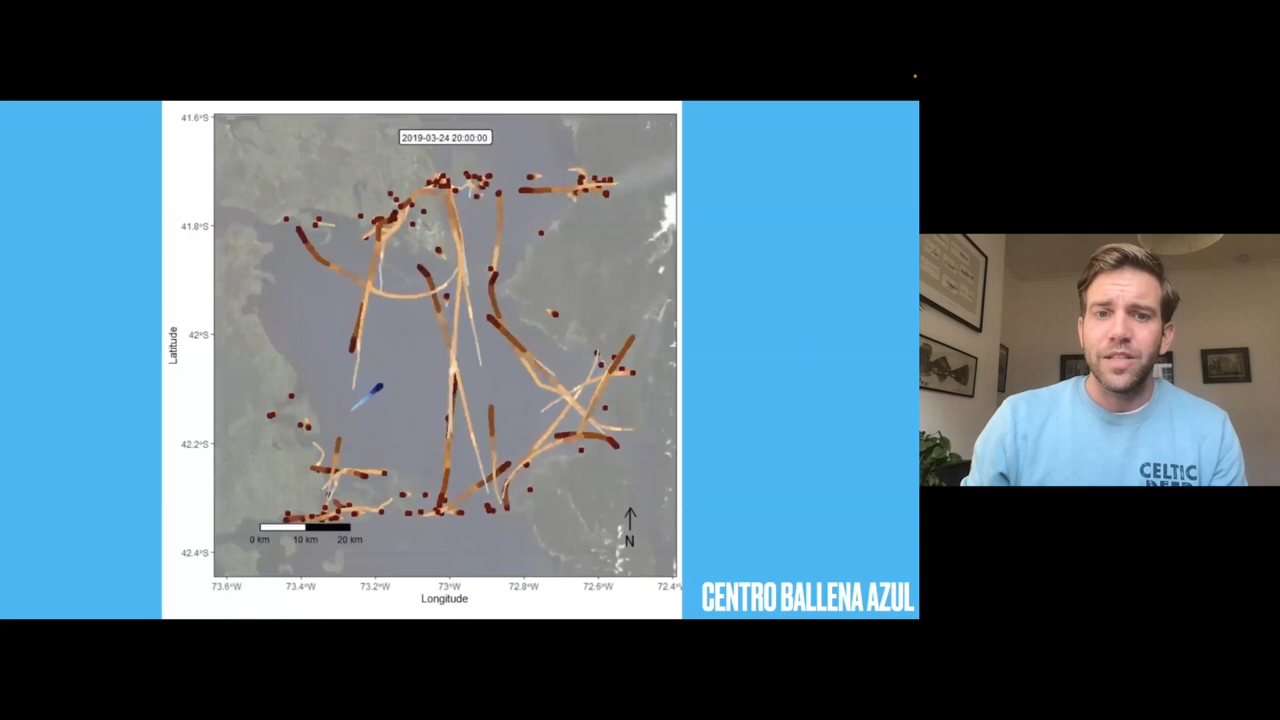 2019-03-24 20:00:00
41.6°S
41.8°S
42°S
42.2°S
42.4°S
Latitude
0 km 10 km 20 km
N
73.6°W 73.4°W 73.2°W 73°W 72.8°W 72.6°W 72.4°W
Longitude
CENTRO BALLENA AZUL
CELTIC
DEEP